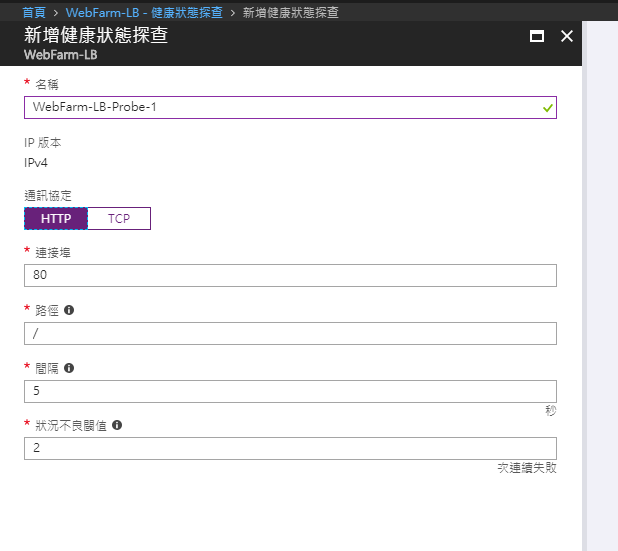 首頁 > WebFarm-LB - 健康狀態探查 > 新增健康狀態探查
新增健康狀態探查
WebFarm-LB
* 名稱
WebFarm-LB-Probe-1
IP 版本
IPv4
通訊協定
HTTP TCP
* 連接埠
80
* 路徑
/
* 間隔
5
秒
* 狀況不良閾值
2
次連續失敗